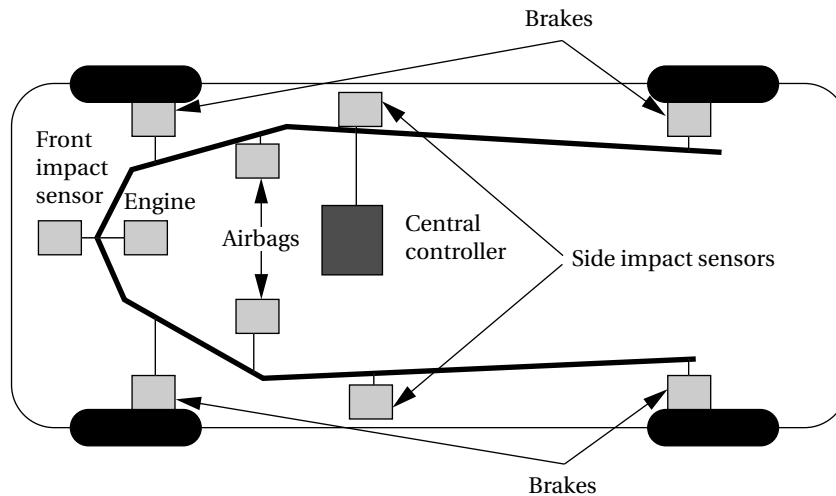 Brakes
Front
impact
sensor
Engine
Airbags
Central
controller
Side impact sensors
Brakes